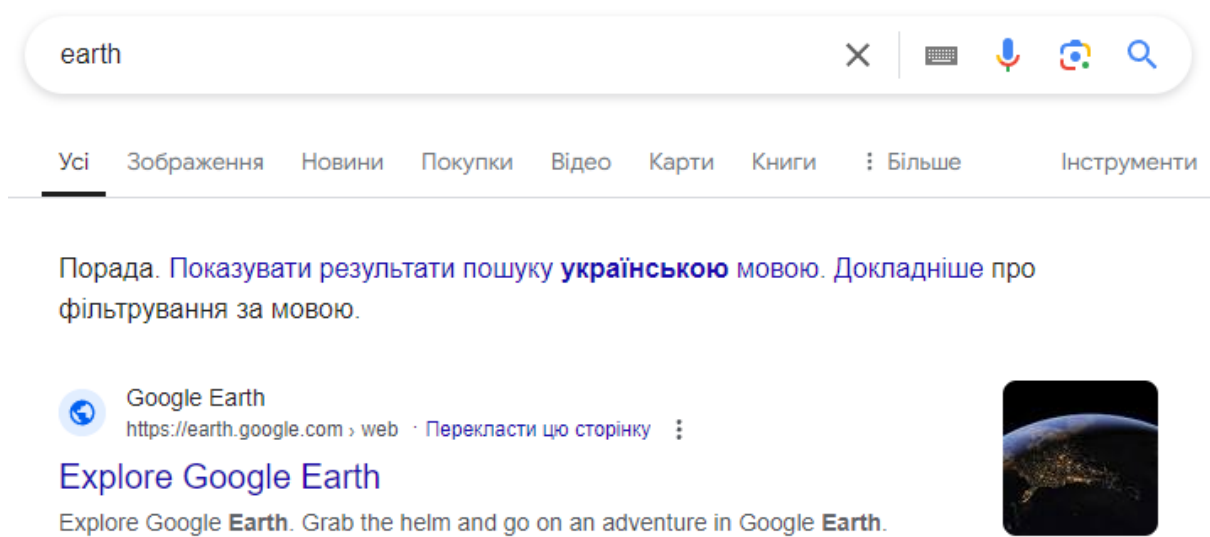 earth
Усі Зображення Новини Покупки Відео Карти Книги ⋮ Більше Інструменти
Порада. Показувати результати пошуку українською мовою. Докладніше про
фільтрування за мовою.
Google Earth
https://earth.google.com › web · Перекласти цю сторінку ⋮
Explore Google Earth
Explore Google Earth. Grab the helm and go on an adventure in Google Earth.